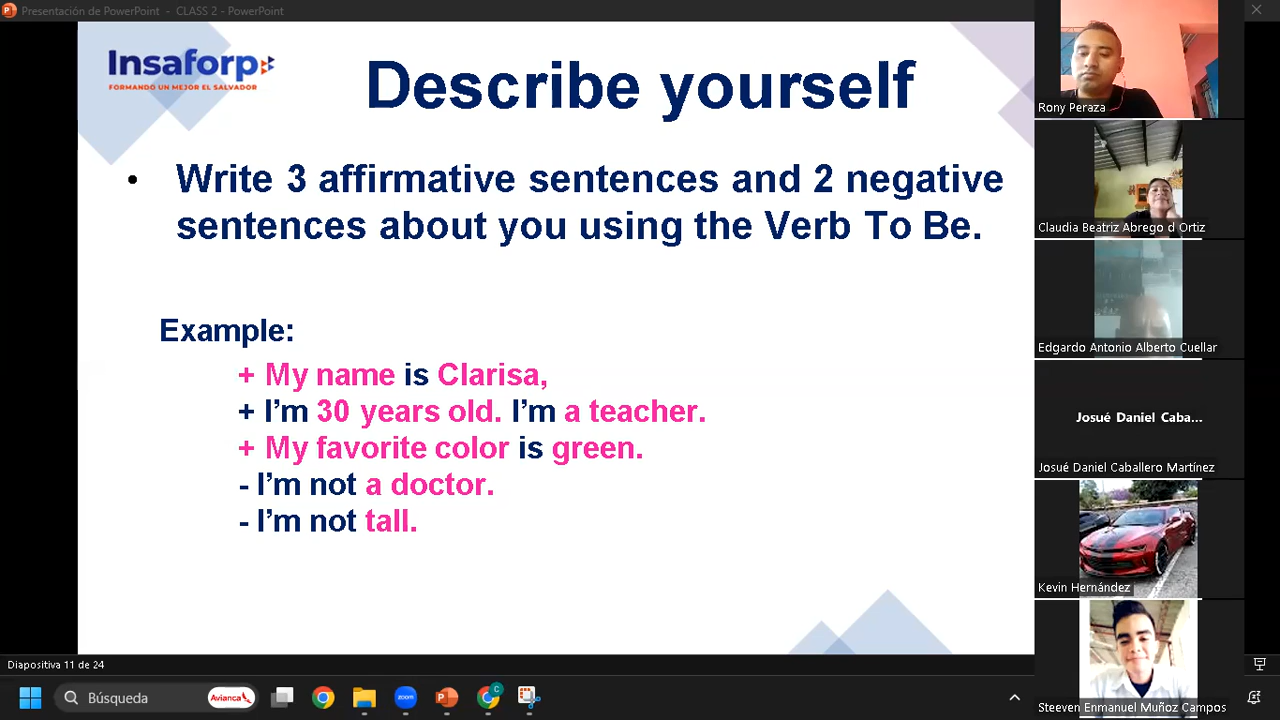 Presentación de PowerPoint - CLASS 2 - PowerPoint
Insaforp
FORMANDO UN MEJOR EL SALVADOR
Describe yourself
• Write 3 affirmative sentences and 2 negative
sentences about you using the Verb To Be.
Example:
+ My name is Clarisa,
+ I’m 30 years old. I’m a teacher.
+ My favorite color is green.
- I’m not a doctor.
- I’m not tall.
Rony Peraza
Claudia Beatriz Abrego d Ortiz
Edgardo Antonio Alberto Cuellar
Josué Daniel Caba...
Josué Daniel Caballero Martínez
Kevin Hernández
Steeven Enmanuel Muñoz Campos
Diapositiva 11 de 24
Búsqueda
Avianca
zoom
C